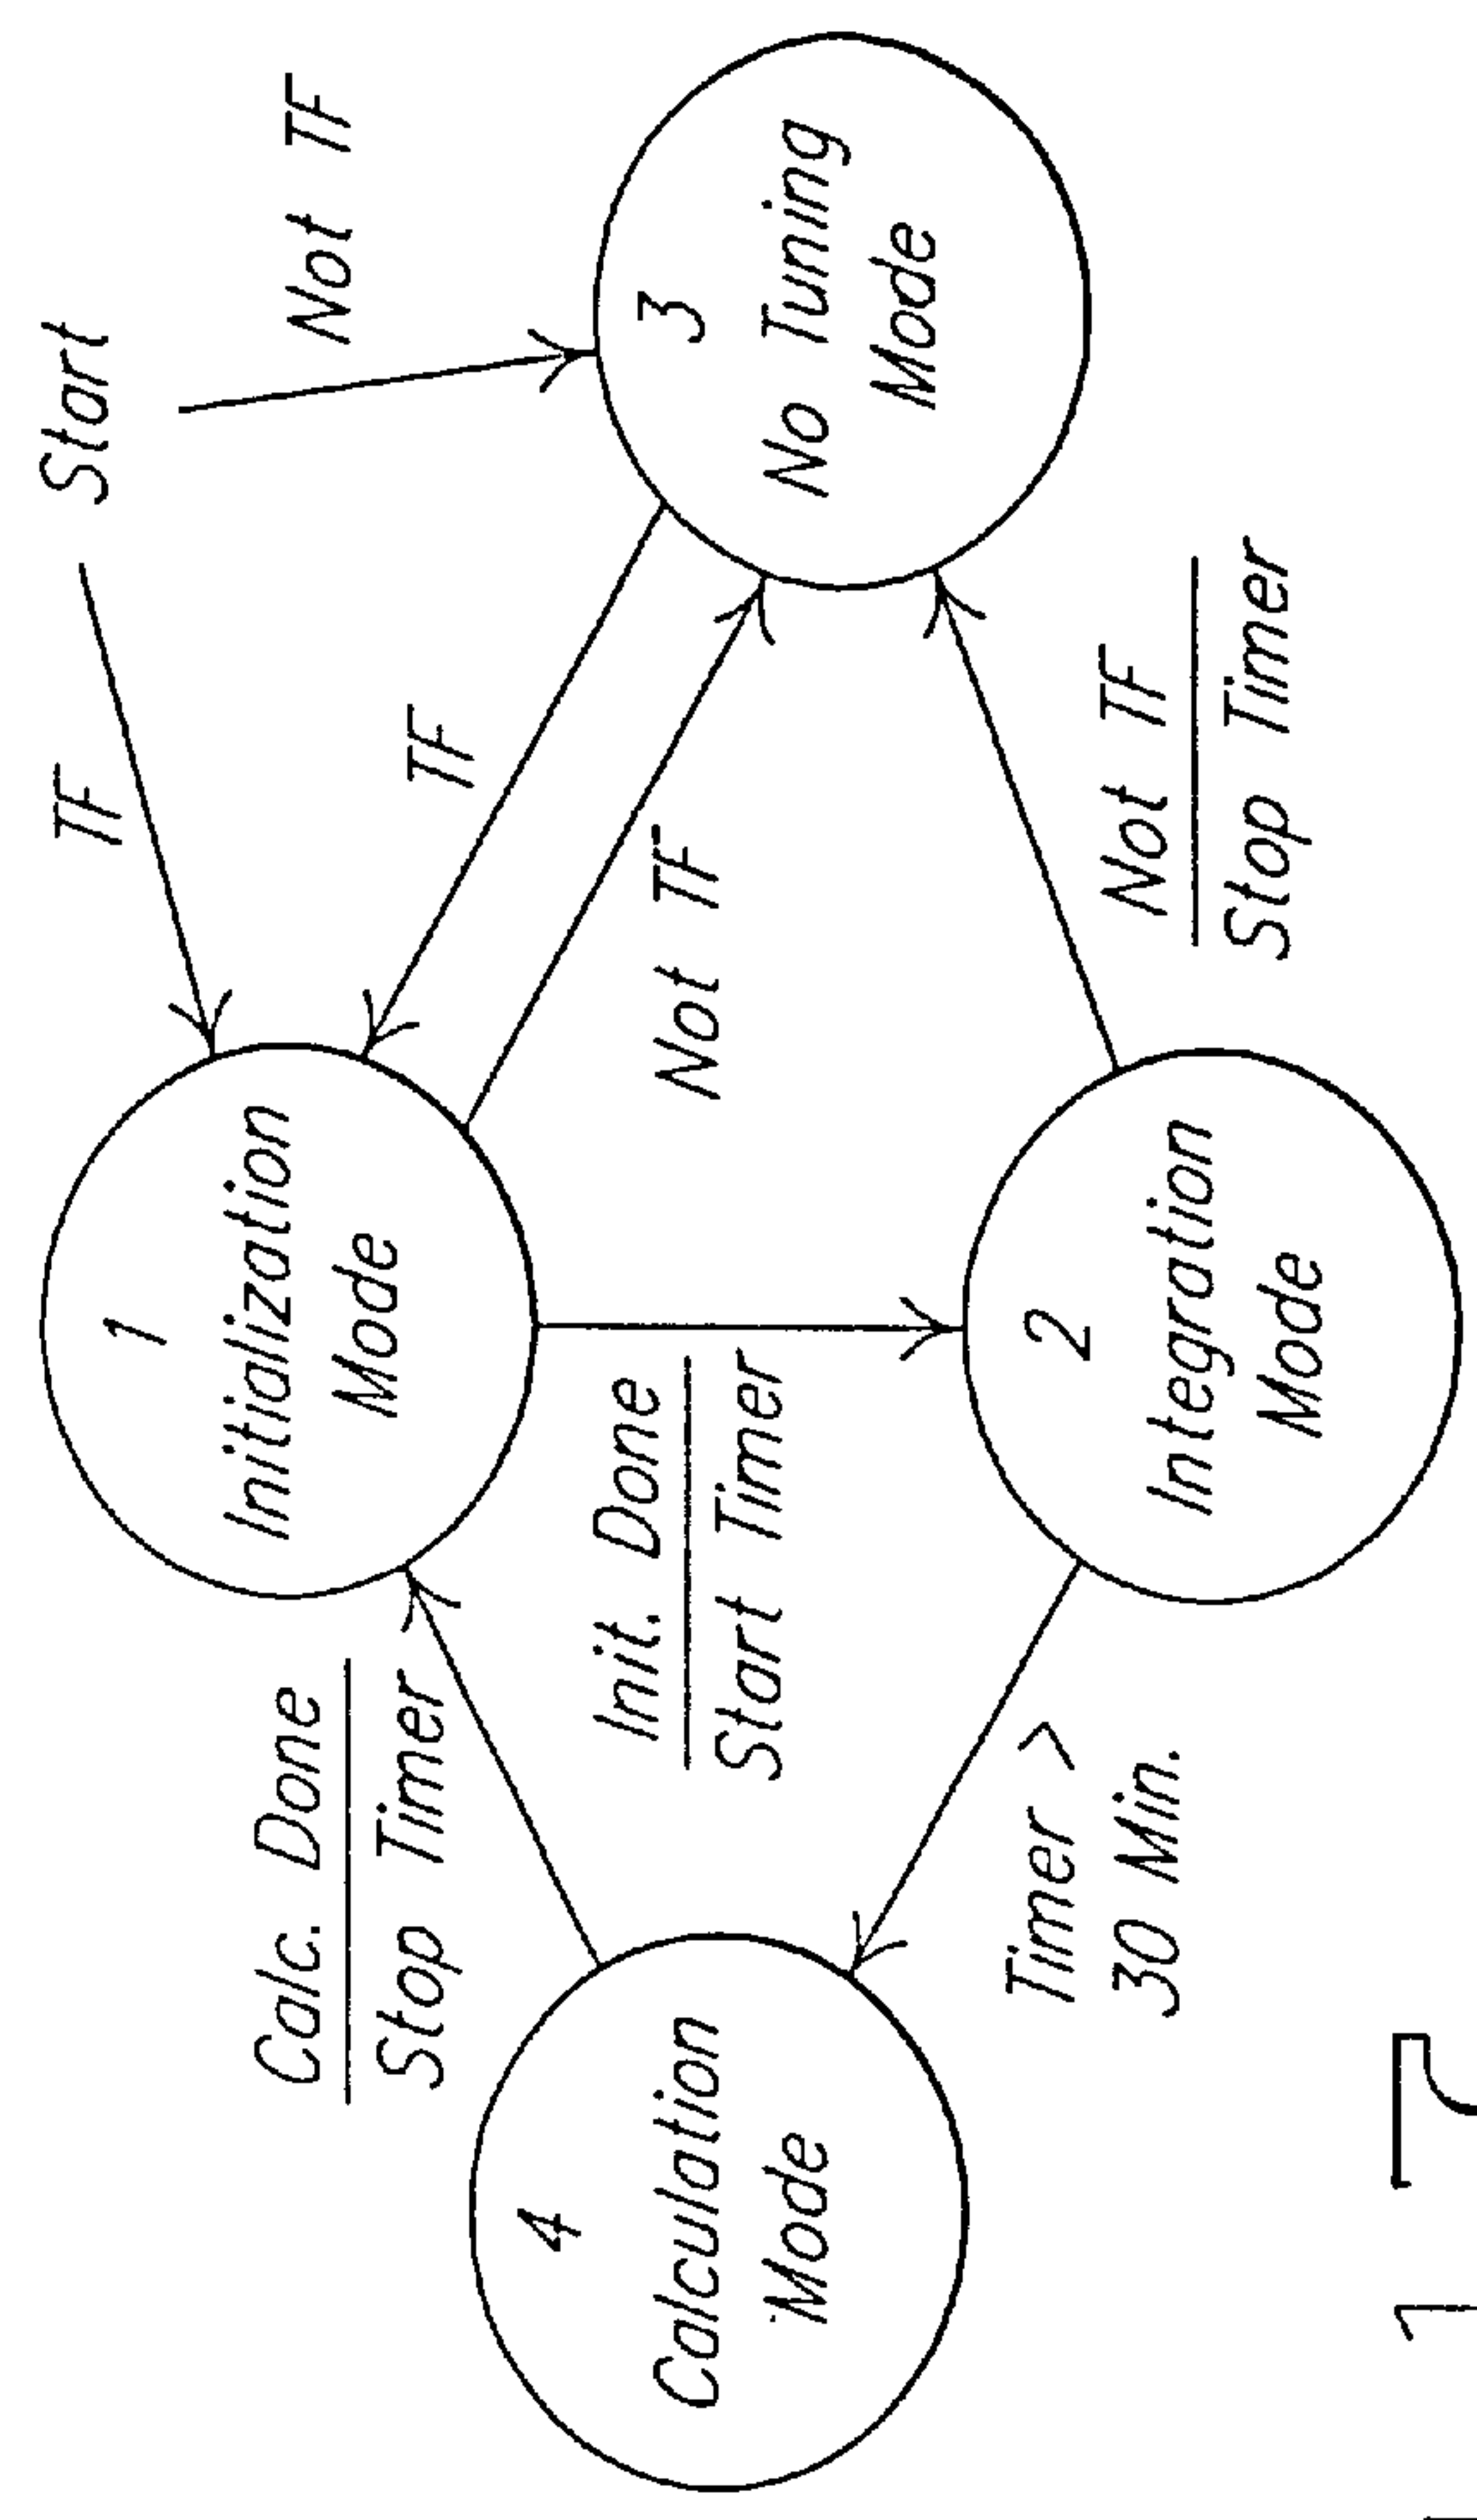 Start
TF
Not TF
1
Initialization
Mode
Calc. Done
Stop Timer
TF
Not TF
Init. Done
Start Timer
4
Calculation
Mode
3
No Tuning
Mode
Timer >
30 Min.
2
Integration
Mode
Not TF
Stop Timer